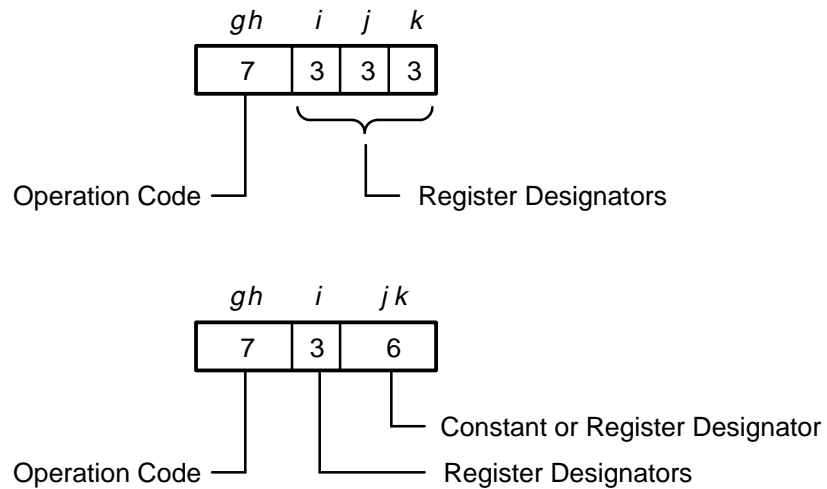 gh i j k
7 3 3 3
Operation Code
Register Designators
gh i jk
7 3 6
Constant or Register Designator
Operation Code
Register Designators